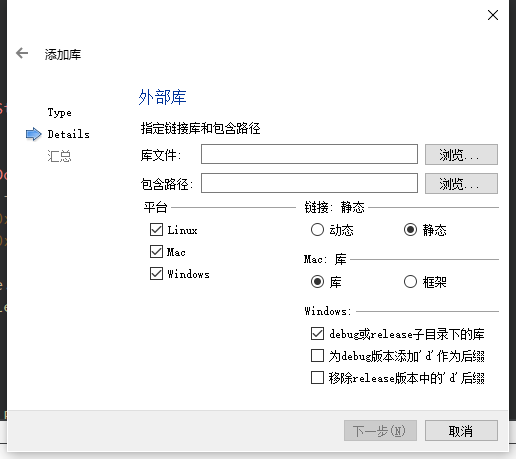 添加库
外部库
Type
Details
汇总
指定链接库和包含路径
库文件:
浏览...
包含路径:
浏览...
平台
Linux
Mac
Windows
链接: 静态
动态
静态
Mac: 库
库
框架
Windows:
debug或release子目录下的库
为debug版本添加'd'作为后缀
移除release版本中的'd'后缀
下一步(N)
取消